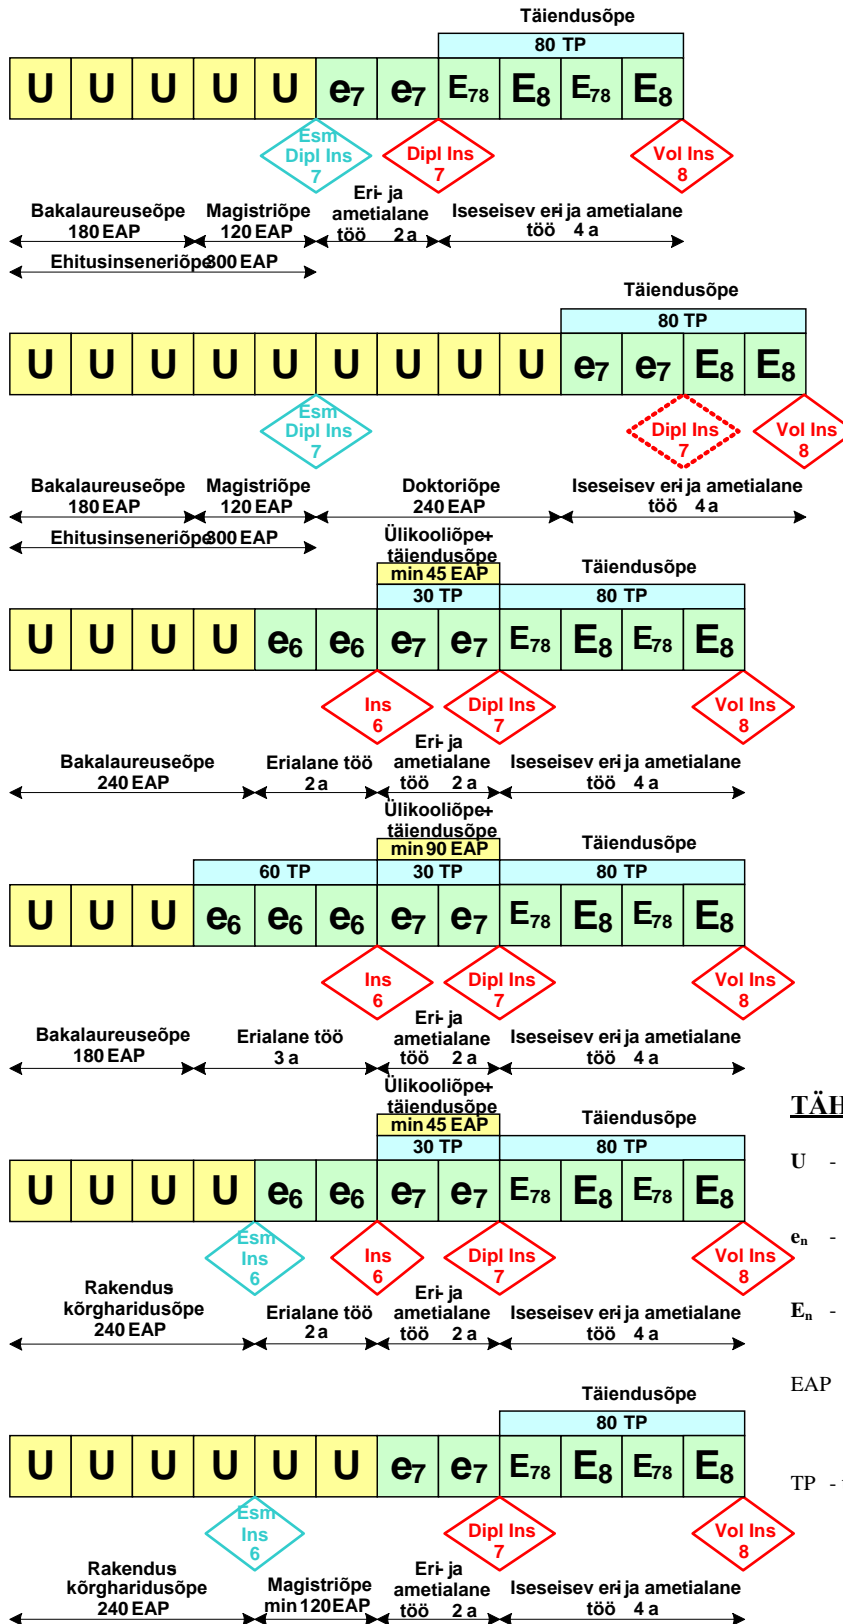 Täiendusõpe
80 TP
U U U U U e7 e7 E78 E8 E78 E8
Esm
Dipl Ins
7
Dipl Ins
7
Vol Ins
8
Bakalaureuseõpe
180 EAP
Magistriõpe
120 EAP
Eri- ja
ametialane
töö 2 a
Iseseisev eri- ja ametialane
töö 4 a
Ehitusinseneriõpe 300 EAP
Täiendusõpe
80 TP
U U U U U U U U U e7 e7 E8 E8
Esm
Dipl Ins
7
Dipl Ins
7
Vol Ins
8
Bakalaureuseõpe
180 EAP
Magistriõpe
120 EAP
Doktoriõpe
240 EAP
Iseseisev eri- ja ametialane
töö 4 a
Ehitusinseneriõpe 300 EAP
Ülikooliõpe+
täiendusõpe
min 45 EAP
30 TP
Täiendusõpe
80 TP
U U U U e6 e6 e7 e7 E78 E8 E78 E8
Ins
6
Dipl Ins
7
Vol Ins
8
Bakalaureuseõpe
240 EAP
Erialane töö
2 a
Eri- ja
ametialane
töö 2 a
Iseseisev eri- ja ametialane
töö 4 a
Ülikooliõpe+
täiendusõpe
min 90 EAP
60 TP
30 TP
Täiendusõpe
80 TP
U U U e6 e6 e6 e7 e7 E78 E8 E78 E8
Ins
6
Dipl Ins
7
Vol Ins
8
Bakalaureuseõpe
180 EAP
Erialane töö
3 a
Eri- ja
ametialane
töö 2 a
Iseseisev eri- ja ametialane
töö 4 a
Ülikooliõpe+
täiendusõpe
min 45 EAP
30 TP
Täiendusõpe
80 TP
U U U U e6 e6 e7 e7 E78 E8 E78 E8
Esm
Ins
6
Ins
6
Dipl Ins
7
Vol Ins
8
Rakendus
kõrgharidusõpe
240 EAP
Erialane töö
2 a
Eri- ja
ametialane
töö 2 a
Iseseisev eri- ja ametialane
töö 4 a
Täiendusõpe
80 TP
U U U U U U e7 e7 E78 E8 E78 E8
Esm
Ins
6
Dipl Ins
7
Vol Ins
8
Rakendus
kõrgharidusõpe
240 EAP
Magistriõpe
min 120 EAP
Eri- ja
ametialane
töö 2 a
Iseseisev eri- ja ametialane
töö 4 a
TÄH
U -
en -
En -
EAP
TP -